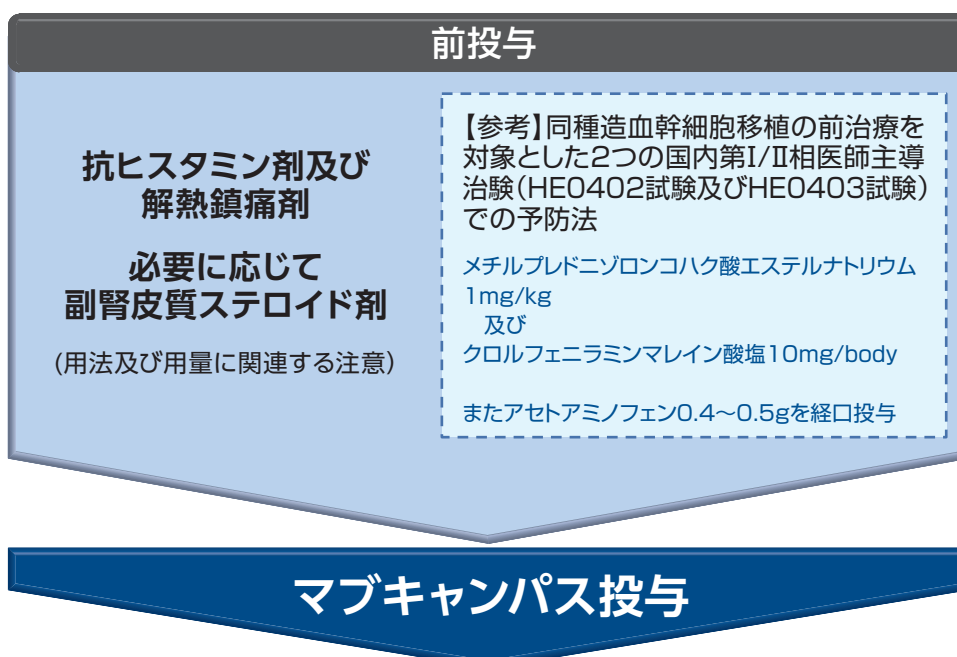 前投与
抗ヒスタミン剤及び
解熱鎮痛剤
必要に応じて
副腎皮質ステロイド剤
(用法及び用量に関連する注意)
【参考】同種造血幹細胞移植の前治療を
対象とした2つの国内第I/II相医師主導
治験(HE0402試験及びHE0403試験)
での予防法
メチルプレドニゾロンコハク酸エステルナトリウム
1mg/kg
及び
クロルフェニラミンマレイン酸塩10mg/body
またアセトアミノフェン0.4〜0.5gを経口投与
マブキャンパス投与